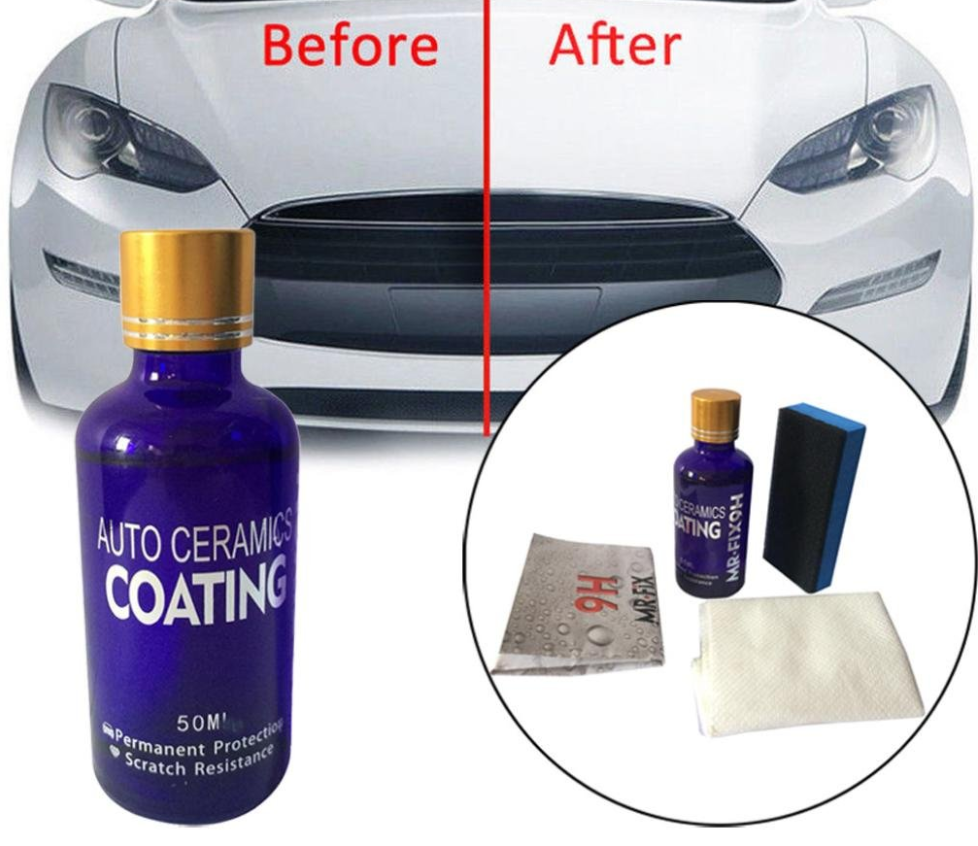 Before
After
AUTO CERAMICS
COATING
50ML
Permanent Protection
Scratch Resistance
CERAMICS
COATING
MR·FIX9H
9H
MR·FIX